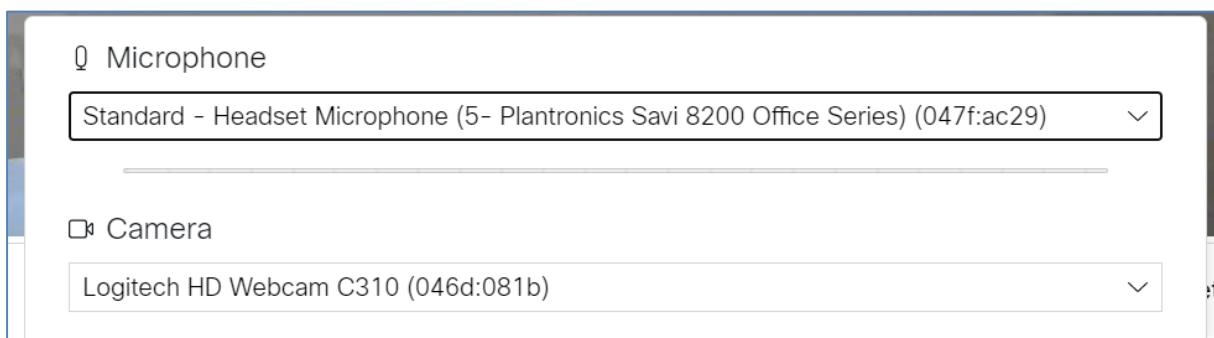 Microphone
Standard - Headset Microphone (5- Plantronics Savi 8200 Office Series) (047f:ac29)
Camera
Logitech HD Webcam C310 (046d:081b)